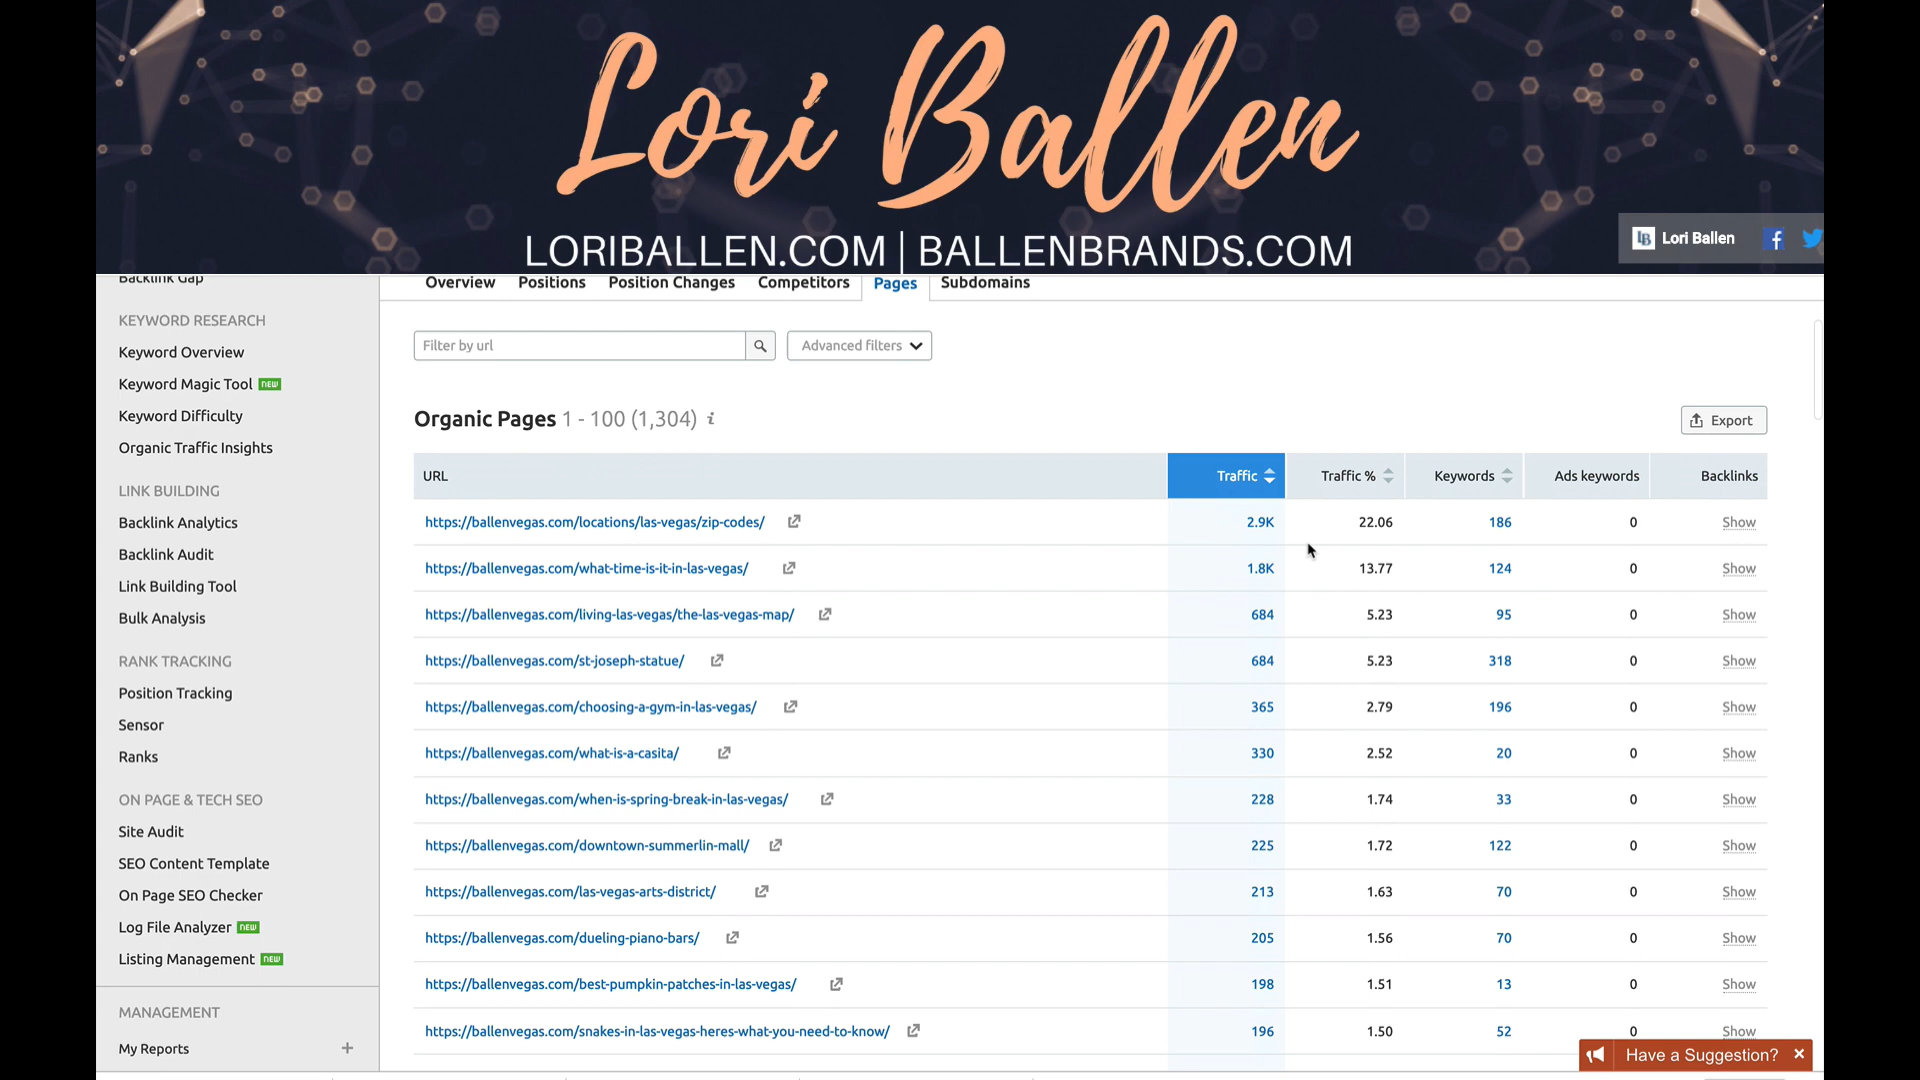 Lori Ballen
LORIBALLEN.COM | BALLENBRANDS.COM
LB Lori Ballen
Backlink Gap
KEYWORD RESEARCH
Keyword Overview
Keyword Magic Tool NEW
Keyword Difficulty
Organic Traffic Insights
LINK BUILDING
Backlink Analytics
Backlink Audit
Link Building Tool
Bulk Analysis
RANK TRACKING
Position Tracking
Sensor
Ranks
ON PAGE & TECH SEO
Site Audit
SEO Content Template
On Page SEO Checker
Log File Analyzer NEW
Listing Management NEW
MANAGEMENT
My Reports +
Overview Positions Position Changes Competitors Pages Subdomains
Filter by url Advanced filters
Organic Pages 1 - 100 (1,304) i
Export
URL Traffic Traffic % Keywords Ads keywords Backlinks
https://ballenvegas.com/locations/las-vegas/zip-codes/ 2.9K 22.06 186 0 Show
https://ballenvegas.com/what-time-is-it-in-las-vegas/ 1.8K 13.77 124 0 Show
https://ballenvegas.com/living-las-vegas/the-las-vegas-map/ 684 5.23 95 0 Show
https://ballenvegas.com/st-joseph-statue/ 684 5.23 318 0 Show
https://ballenvegas.com/choosing-a-gym-in-las-vegas/ 365 2.79 196 0 Show
https://ballenvegas.com/what-is-a-casita/ 330 2.52 20 0 Show
https://ballenvegas.com/when-is-spring-break-in-las-vegas/ 228 1.74 33 0 Show
https://ballenvegas.com/downtown-summerlin-mall/ 225 1.72 122 0 Show
https://ballenvegas.com/las-vegas-arts-district/ 213 1.63 70 0 Show
https://ballenvegas.com/dueling-piano-bars/ 205 1.56 70 0 Show
https://ballenvegas.com/best-pumpkin-patches-in-las-vegas/ 198 1.51 13 0 Show
https://ballenvegas.com/snakes-in-las-vegas-heres-what-you-need-to-know/ 196 1.50 52 0 Show
Have a Suggestion? ×